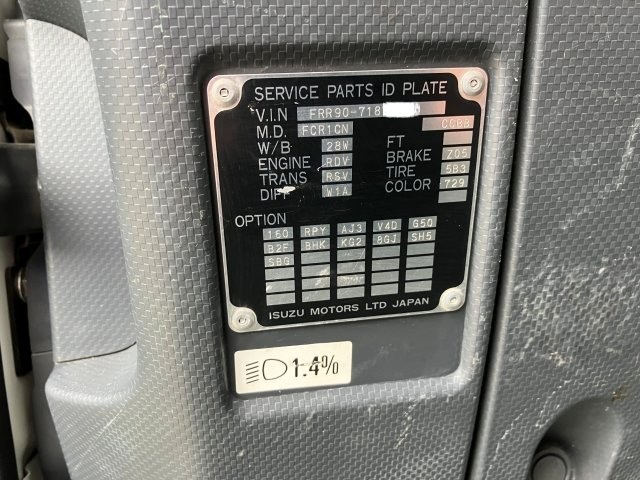 SERVICE PARTS ID PLATE
V.I.N FRR90-718
M.D. FCR1CN CCBB
W/B 28W FT
ENGINE RDV BRAKE Z05
TRANS RSV TIRE 5B3
DIFF W1A COLOR 729
OPTION
160 RPY AJ3 V4D G50
B2F BHK KG2 8GJ SH5
SBG
ISUZU MOTORS LTD JAPAN
1.4%